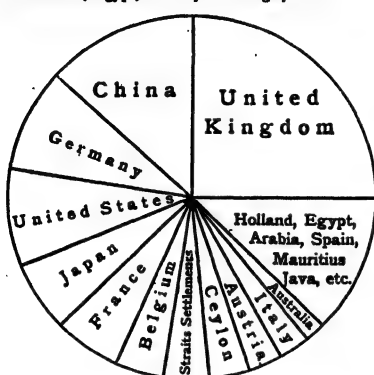 China
United
Kingdom
Germany
United States
Holland, Egypt,
Arabia, Spain,
Mauritius
Java, etc.
Japan
France
Belgium
Straits Settlements
Ceylon
Austria
Italy
Australia